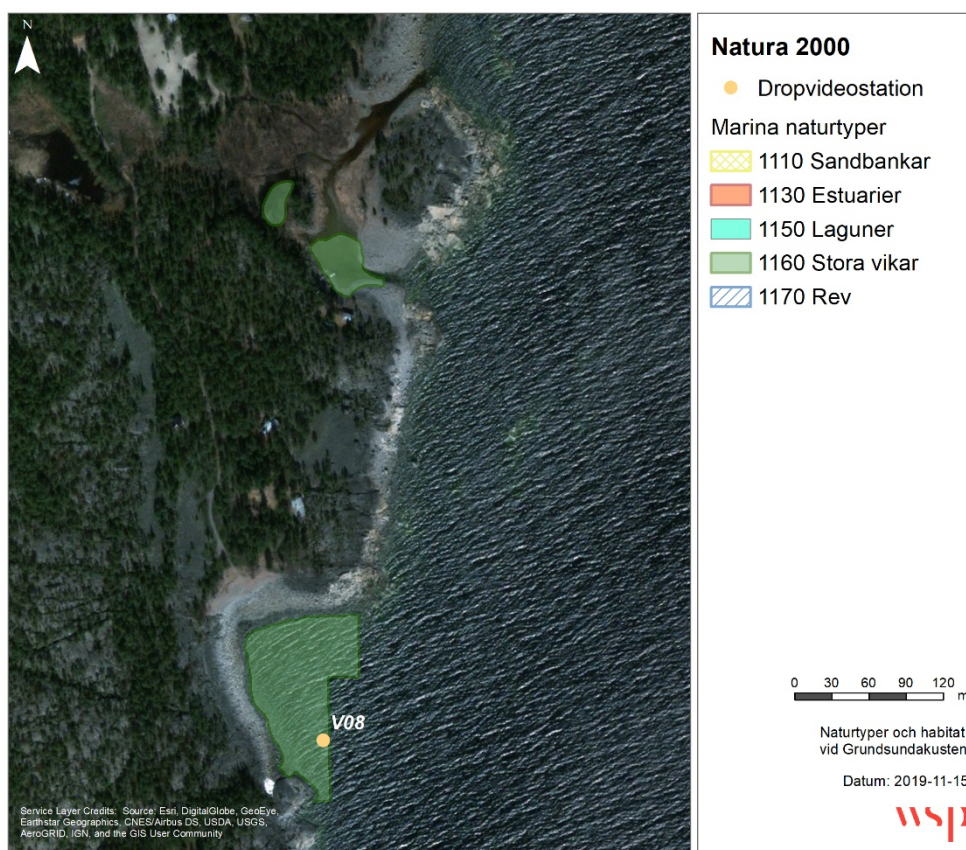 N
V08
Service Layer Credits: Source: Esri, DigitalGlobe, GeoEye,
Earthstar Geographics, CNES/Airbus DS, USDA, USGS,
AeroGRID, IGN, and the GIS User Community
Natura 2000
Dropvideostation
Marina naturtyper
1110 Sandbankar
1130 Estuarier
1150 Laguner
1160 Stora vikar
1170 Rev
0 30 60 90 120
m
Naturtyper och habitat
vid Grundsundakusten
Datum: 2019-11-15
wsp